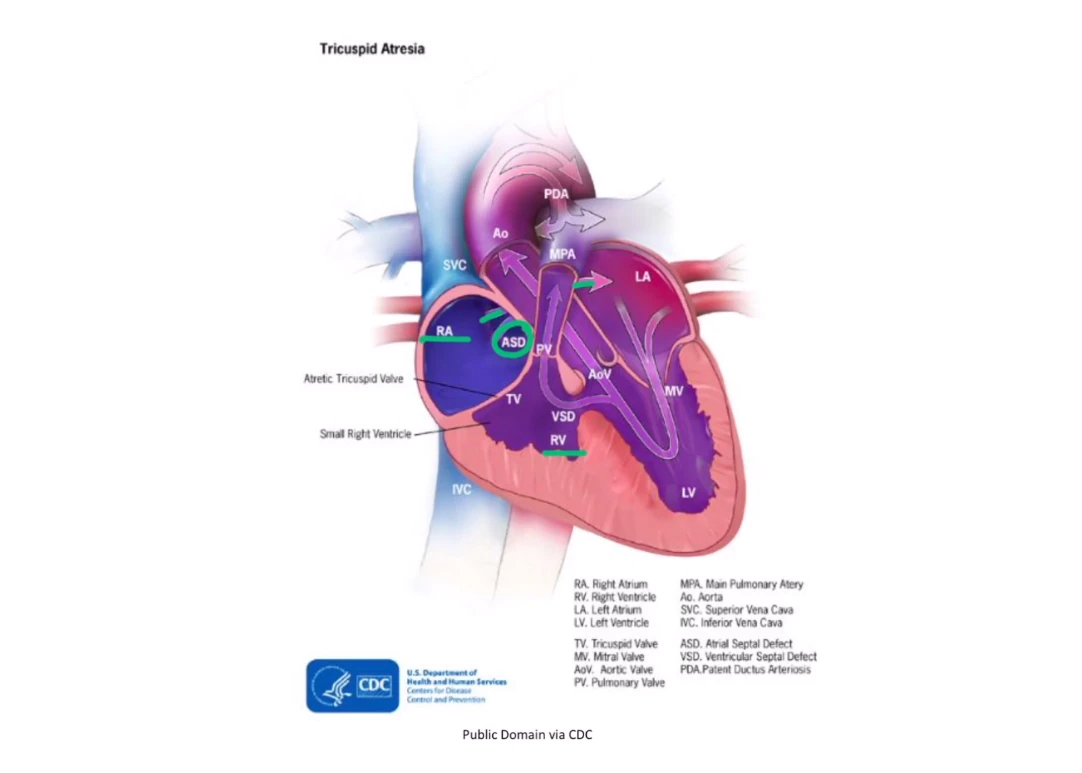 Tricuspid Atresia
PDA
Ao
MPA
SVC
LA
RA
ASD
PV
AoV
Atretic Tricuspid Valve
MV
TV
VSD
Small Right Ventricle
RV
IVC
LV
RA. Right Atrium
RV. Right Ventricle
LA. Left Atrium
LV. Left Ventricle
TV. Tricuspid Valve
MV. Mitral Valve
AoV. Aortic Valve
PV. Pulmonary Valve
MPA. Main Pulmonary Atery
Ao. Aorta
SVC. Superior Vena Cava
IVC. Inferior Vena Cava
ASD. Atrial Septal Defect
VSD. Ventricular Septal Defect
PDA.Patent Ductus Arteriosis
CDC
U.S. Department of
Health and Human Services
Centers for Disease
Control and Prevention
Public Domain via CDC